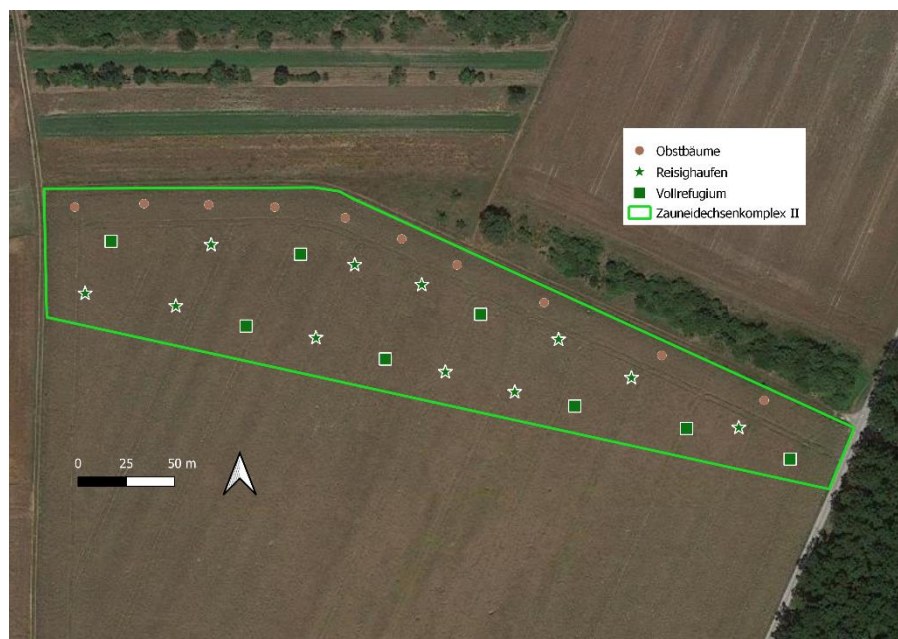 Obstbäume
Reisighaufen
Vollrefugium
Zauneidechsenkomplex II
0 25 50 m